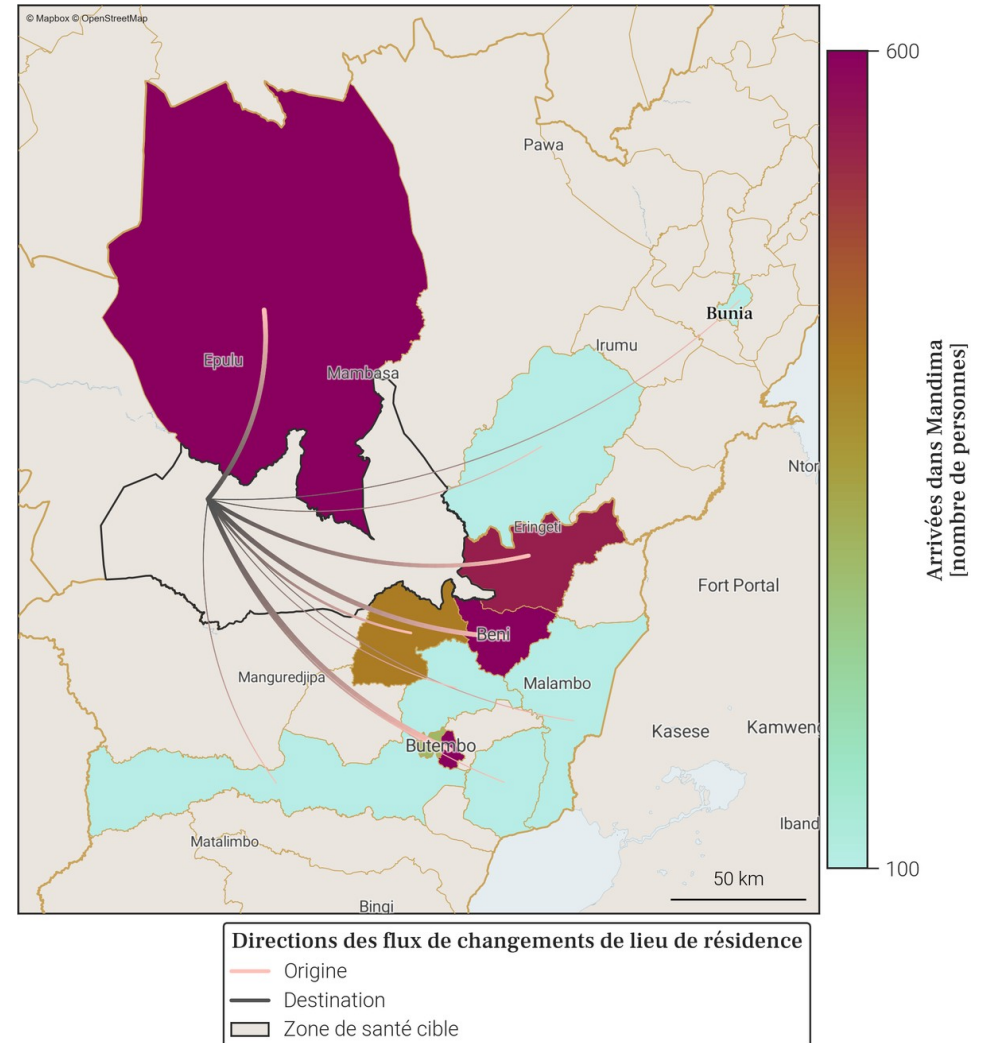 © Mapbox © OpenStreetMap
600
Pawa
Bunia
Irumu
Epulu
Mambasa
Arrivées dans Mandima
[nombre de personnes]
Ntor
Eringeti
Fort Portal
Beni
Manguredjipa
Malambo
Kasese
Kamweng
Butembo
Iband
Matalimbo
100
50 km
Bingi
Directions des flux de changements de lieu de résidence
Origine
Destination
Zone de santé cible